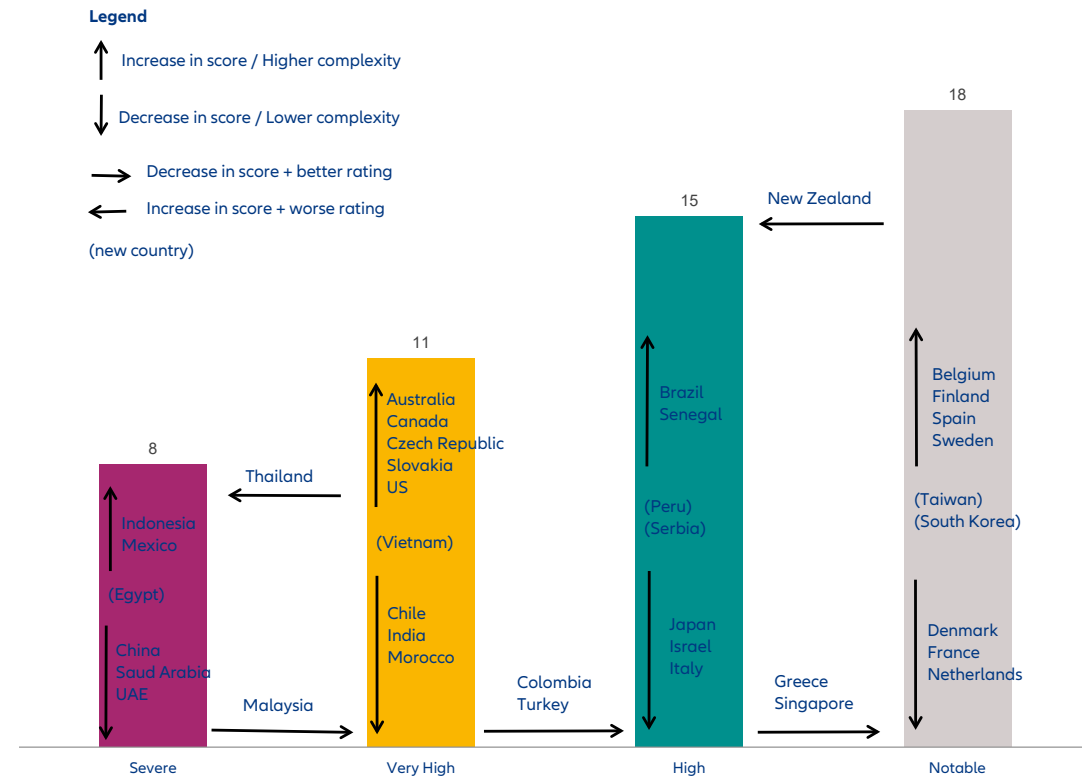 Legend
Increase in score / Higher complexity
Decrease in score / Lower complexity
Decrease in score + better rating
Increase in score + worse rating
(new country)
8
Indonesia
Mexico
(Egypt)
China
Saud Arabia
UAE
Thailand
Malaysia
11
Australia
Canada
Czech Republic
Slovakia
US
(Vietnam)
Chile
India
Morocco
Colombia
Turkey
15
Brazil
Senegal
(Peru)
(Serbia)
Japan
Israel
Italy
New Zealand
Greece
Singapore
18
Belgium
Finland
Spain
Sweden
(Taiwan)
(South Korea)
Denmark
France
Netherlands
Severe
Very High
High
Notable